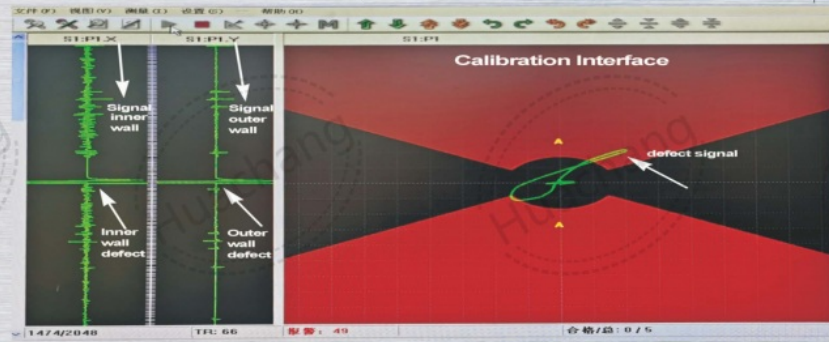 文件(F) 视图(V) 测量(I) 设置(S) 帮助(H)
S1:P1.X S1:P1.Y S1:P1
Calibration Interface
Signal inner wall
Signal outer wall
A
defect signal
A
Inner wall defect
Outer wall defect
1474/2048 TR: 66 报警: 49 合格/总: 0/5
Huichang
Huichang